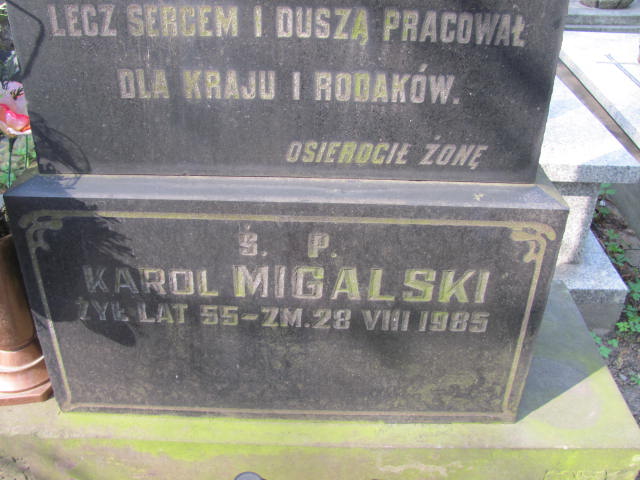 LECZ SERCEM I DUSZĄ PRACOWAŁ
DLA KRAJU I RODAKÓW.
OSIEROCIŁ ŻONĘ
Ś. P.
KAROL MIGALSKI
ŻYŁ LAT 55-ZM. 28 VIII 1985